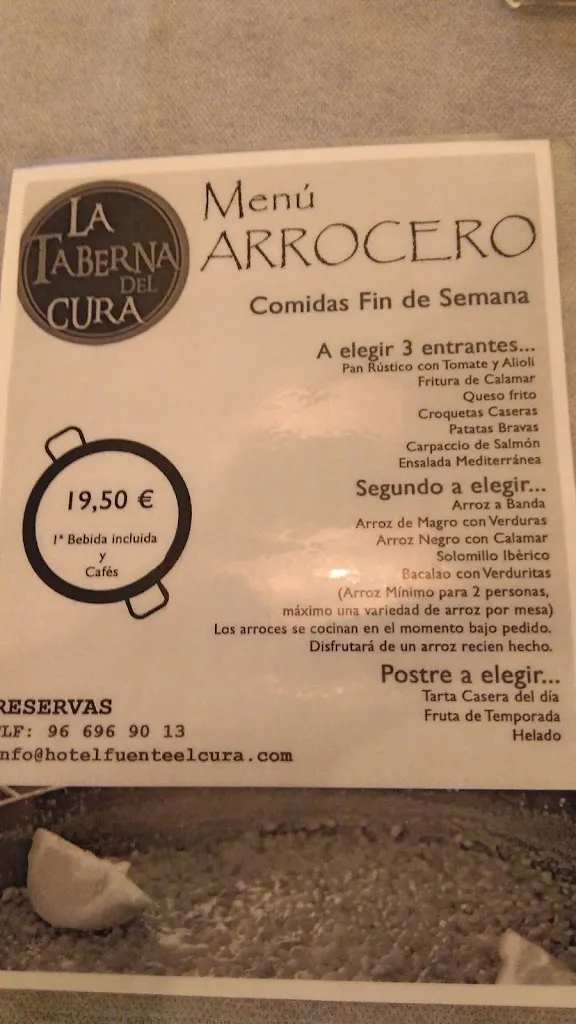 LA
TABERNA
DEL
CURA
Menú
ARROCERO
Comidas Fin de Semana
A elegir 3 entrantes...
Pan Rústico con Tomate y Alioli
Fritura de Calamar
Queso frito
Croquetas Caseras
Patatas Bravas
Carpaccio de Salmón
Ensalada Mediterránea
19,50 €
1ª Bebida incluida
y
Cafés
Segundo a elegir...
Arroz a Banda
Arroz de Magro con Verduras
Arroz Negro con Calamar
Solomillo Ibérico
Bacalao con Verduritas
(Arroz Mínimo para 2 personas,
máximo una variedad de arroz por mesa)
Los arroces se cocinan en el momento bajo pedido.
Disfrutará de un arroz recien hecho.
Postre a elegir...
Tarta Casera del día
Fruta de Temporada
Helado
RESERVAS
TLF: 96 696 90 13
info@hotelfuenteelcura.com